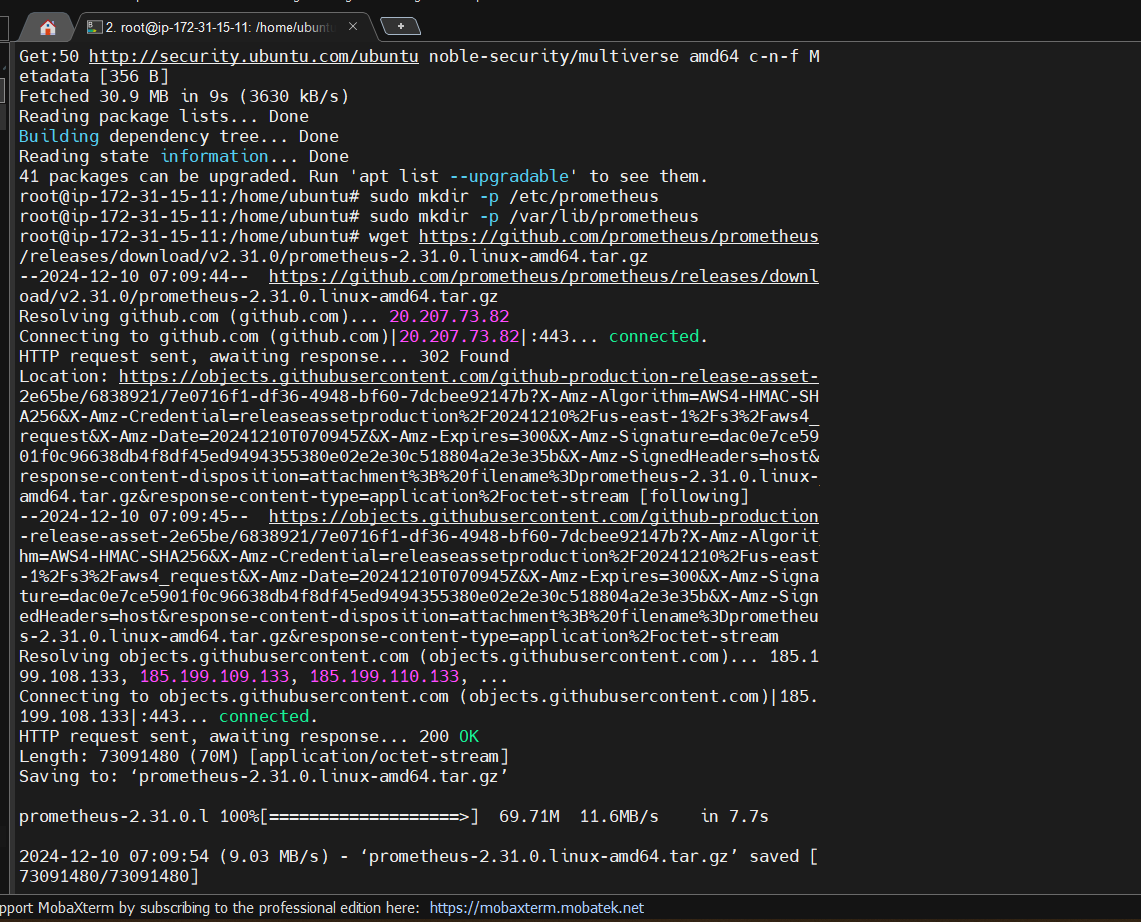 2. root@ip-172-31-15-11: /home/ubuntu
Get:50 http://security.ubuntu.com/ubuntu noble-security/multiverse amd64 c-n-f M
etadata [356 B]
Fetched 30.9 MB in 9s (3630 kB/s)
Reading package lists... Done
Building dependency tree... Done
Reading state information... Done
41 packages can be upgraded. Run 'apt list --upgradable' to see them.
root@ip-172-31-15-11:/home/ubuntu# sudo mkdir -p /etc/prometheus
root@ip-172-31-15-11:/home/ubuntu# sudo mkdir -p /var/lib/prometheus
root@ip-172-31-15-11:/home/ubuntu# wget https://github.com/prometheus/prometheus
/releases/download/v2.31.0/prometheus-2.31.0.linux-amd64.tar.gz
--2024-12-10 07:09:44--  https://github.com/prometheus/prometheus/releases/downl
oad/v2.31.0/prometheus-2.31.0.linux-amd64.tar.gz
Resolving github.com (github.com)... 20.207.73.82
Connecting to github.com (github.com)|20.207.73.82|:443... connected.
HTTP request sent, awaiting response... 302 Found
Location: https://objects.githubusercontent.com/github-production-release-asset-
2e65be/6838921/7e0716f1-df36-4948-bf60-7dcbee92147b?X-Amz-Algorithm=AWS4-HMAC-SH
A256&X-Amz-Credential=releaseassetproduction%2F20241210%2Fus-east-1%2Fs3%2Faws4_
request&X-Amz-Date=20241210T070945Z&X-Amz-Expires=300&X-Amz-Signature=dac0e7ce59
01f0c96638db4f8df45ed9494355380e02e2e30c518804a2e3e35b&X-Amz-SignedHeaders=host&
response-content-disposition=attachment%3B%20filename%3Dprometheus-2.31.0.linux-
amd64.tar.gz&response-content-type=application%2Foctet-stream [following]
--2024-12-10 07:09:45--  https://objects.githubusercontent.com/github-production
-release-asset-2e65be/6838921/7e0716f1-df36-4948-bf60-7dcbee92147b?X-Amz-Algorit
hm=AWS4-HMAC-SHA256&X-Amz-Credential=releaseassetproduction%2F20241210%2Fus-east
-1%2Fs3%2Faws4_request&X-Amz-Date=20241210T070945Z&X-Amz-Expires=300&X-Amz-Signa
ture=dac0e7ce5901f0c96638db4f8df45ed9494355380e02e2e30c518804a2e3e35b&X-Amz-Sign
edHeaders=host&response-content-disposition=attachment%3B%20filename%3Dprometheu
s-2.31.0.linux-amd64.tar.gz&response-content-type=application%2Foctet-stream
Resolving objects.githubusercontent.com (objects.githubusercontent.com)... 185.1
99.108.133, 185.199.109.133, 185.199.110.133, ...
Connecting to objects.githubusercontent.com (objects.githubusercontent.com)|185.
199.108.133|:443... connected.
HTTP request sent, awaiting response... 200 OK
Length: 73091480 (70M) [application/octet-stream]
Saving to: ‘prometheus-2.31.0.linux-amd64.tar.gz’
prometheus-2.31.0.l 100%[===================>]  69.71M  11.6MB/s    in 7.7s
2024-12-10 07:09:54 (9.03 MB/s) - ‘prometheus-2.31.0.linux-amd64.tar.gz’ saved [
73091480/73091480]
pport MobaXterm by subscribing to the professional edition here: https://mobaxterm.mobatek.net